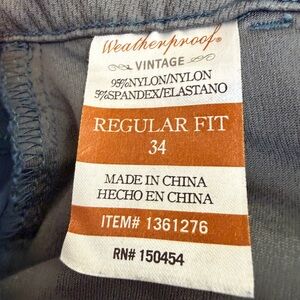 Weatherproof®
VINTAGE
95%NYLON/NYLON
5%SPANDEX/ELASTANO
REGULAR FIT
34
MADE IN CHINA
HECHO EN CHINA
ITEM# 1361276
RN# 150454